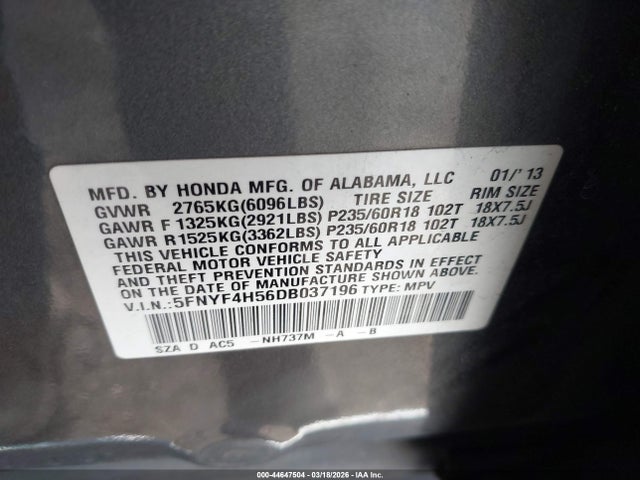 MFD. BY HONDA MFG. OF ALABAMA, LLC 01/'13
TIRE SIZE RIM SIZE
GVWR 2765KG(6096LBS)
GAWR F 1325KG(2921LBS) P235/60R18 102T 18X7.5J
GAWR R1525KG(3362LBS) P235/60R18 102T 18X7.5J
THIS VEHICLE CONFORMS TO ALL APPLICABLE
FEDERAL MOTOR VEHICLE SAFETY
AND THEFT PREVENTION STANDARDS IN EFFECT
ON THE DATE OF MANUFACTURE SHOWN ABOVE.
V.I.N.:5FNYF4H56DB037196 TYPE: MPV
SZA D AC5 -NH737M -A -B
000-44647504 | 03/18/2026 - IAA Inc.